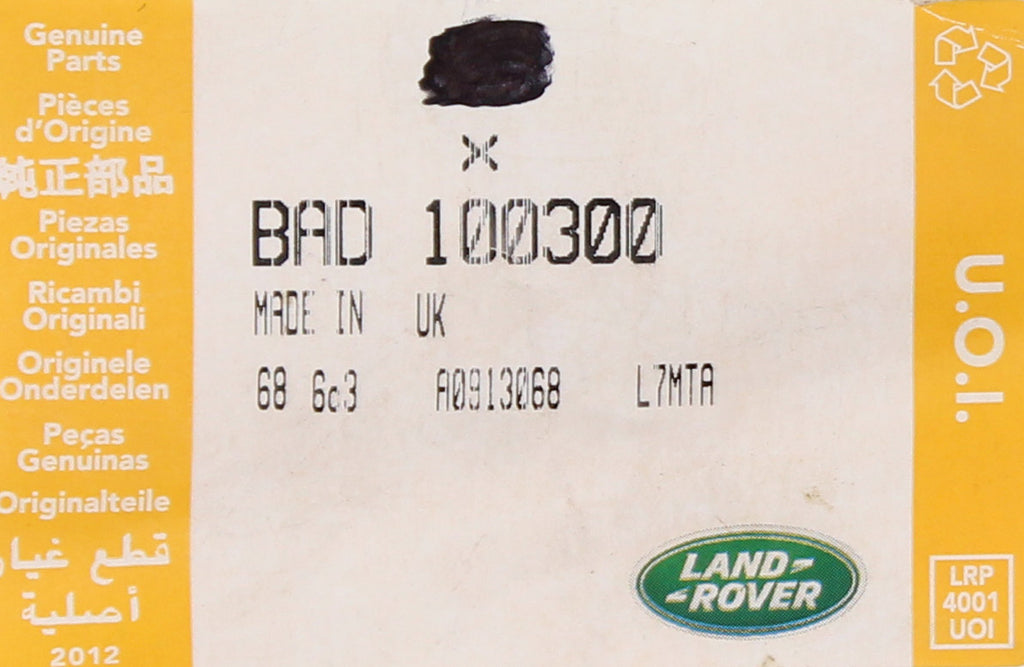 Genuine
Parts
Pièces
d'Origine
純正部品
Piezas
Originales
Ricambi
Originali
Originele
Onderdelen
Peças
Genuinas
Originalteile
قطع غيار
أصلية
2012
BAD 100300
MADE IN UK
68 6c3 A0913068 L7MTA
LAND-
-ROVER
U.O.I.
LRP
4001
UOI